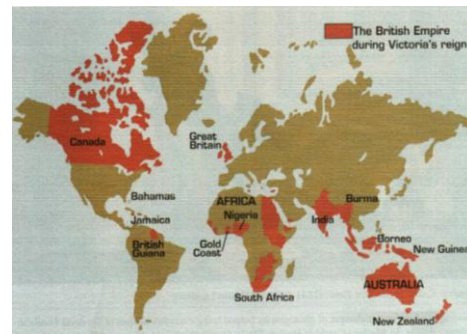 The British Empire
during Victoria's reign
Canada
Great
Britain
Bahamas
Jamaica
British
Guiana
AFRICA
Nigeria
Gold
Coast
South Africa
India
Burma
Borneo
New Guinea
AUSTRALIA
New Zealand